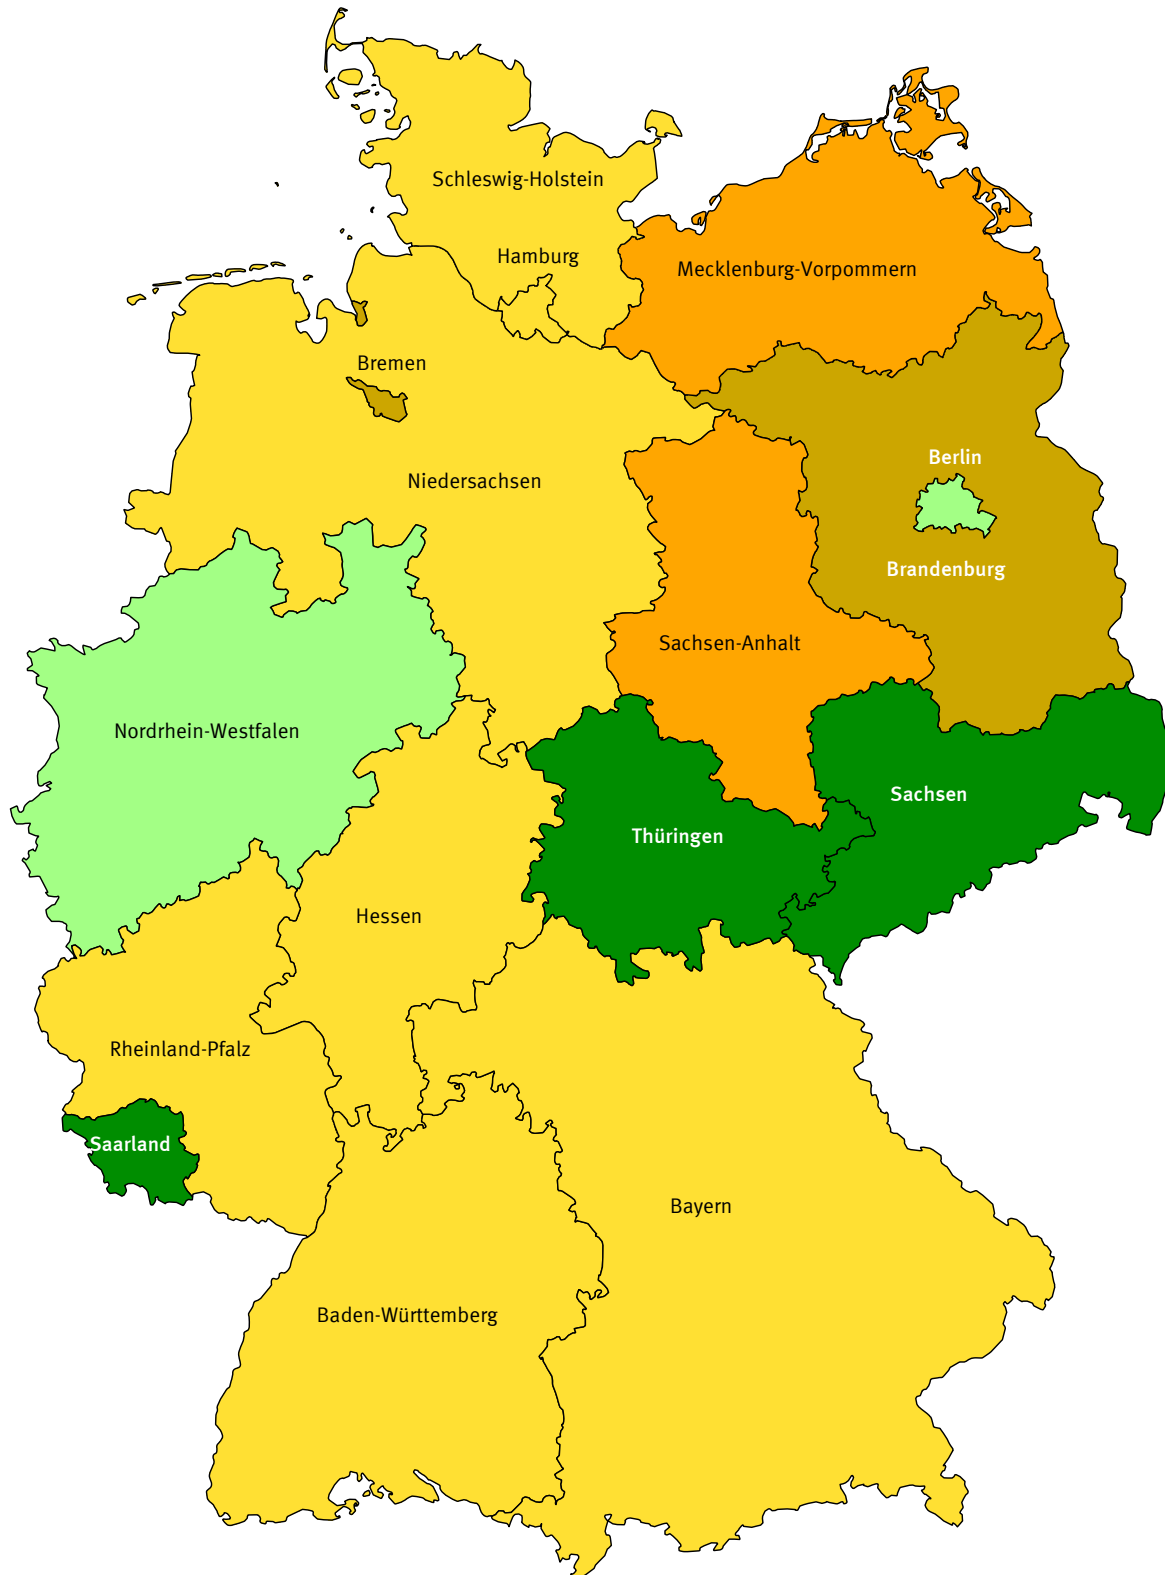 Schleswig-Holstein
Hamburg
Mecklenburg-Vorpommern
Bremen
Berlin
Niedersachsen
Brandenburg
Sachsen-Anhalt
Nordrhein-Westfalen
Sachsen
Thüringen
Hessen
Rheinland-Pfalz
Saarland
Bayern
Baden-Württemberg